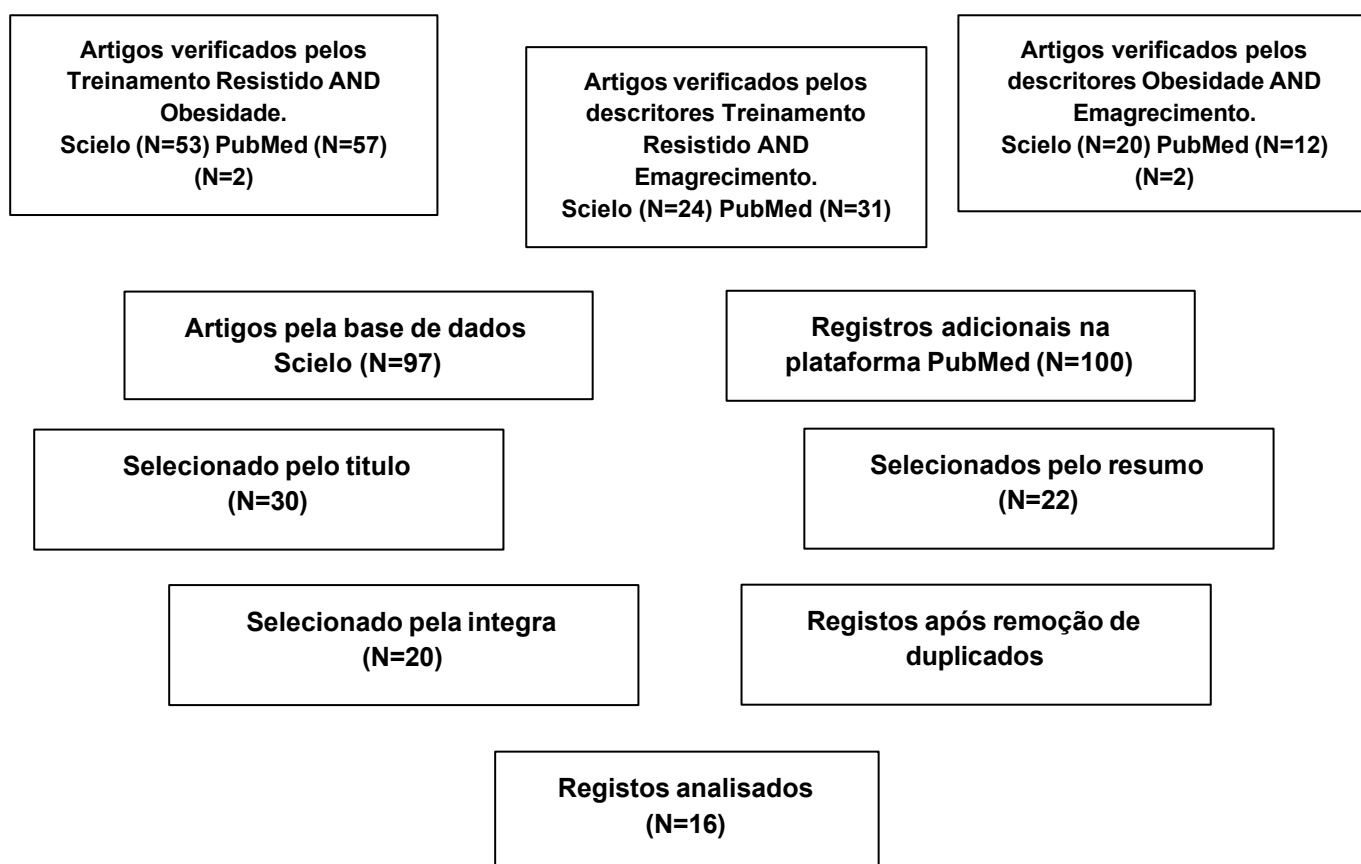 Artigos verificados pelos
Treinamento Resistido AND
Obesidade.
Scielo (N=53) PubMed (N=57)
(N=2)
Artigos verificados pelos
descritores Treinamento
Resistido AND
Emagrecimento.
Scielo (N=24) PubMed (N=31)
Artigos verificados pelos
descritores Obesidade AND
Emagrecimento.
Scielo (N=20) PubMed (N=12)
(N=2)
Artigos pela base de dados
Scielo (N=97)
Registros adicionais na
plataforma PubMed (N=100)
Selecionado pelo titulo
(N=30)
Selecionados pelo resumo
(N=22)
Selecionado pela integra
(N=20)
Registos após remoção de
duplicados
Registos analisados
(N=16)